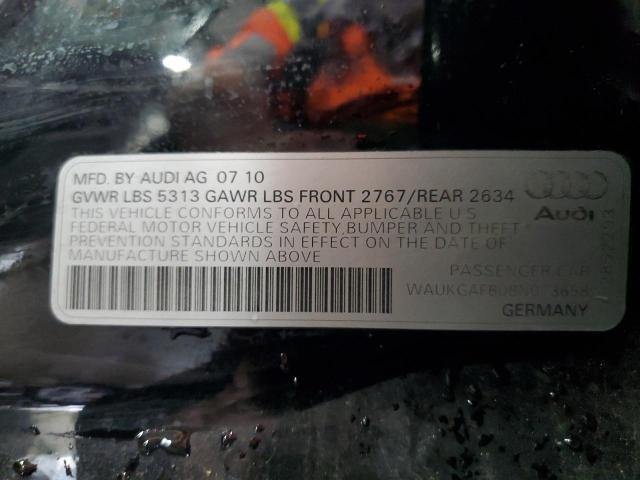 MFD. BY AUDI AG 07 10
GVWR LBS 5313 GAWR LBS FRONT 2767/REAR 2634
THIS VEHICLE CONFORMS TO ALL APPLICABLE U S
FEDERAL MOTOR VEHICLE SAFETY, BUMPER AND THEFT
PREVENTION STANDARDS IN EFFECT ON THE DATE OF
MANUFACTURE SHOWN ABOVE
Audi
PASSENGER CAR
GERMANY